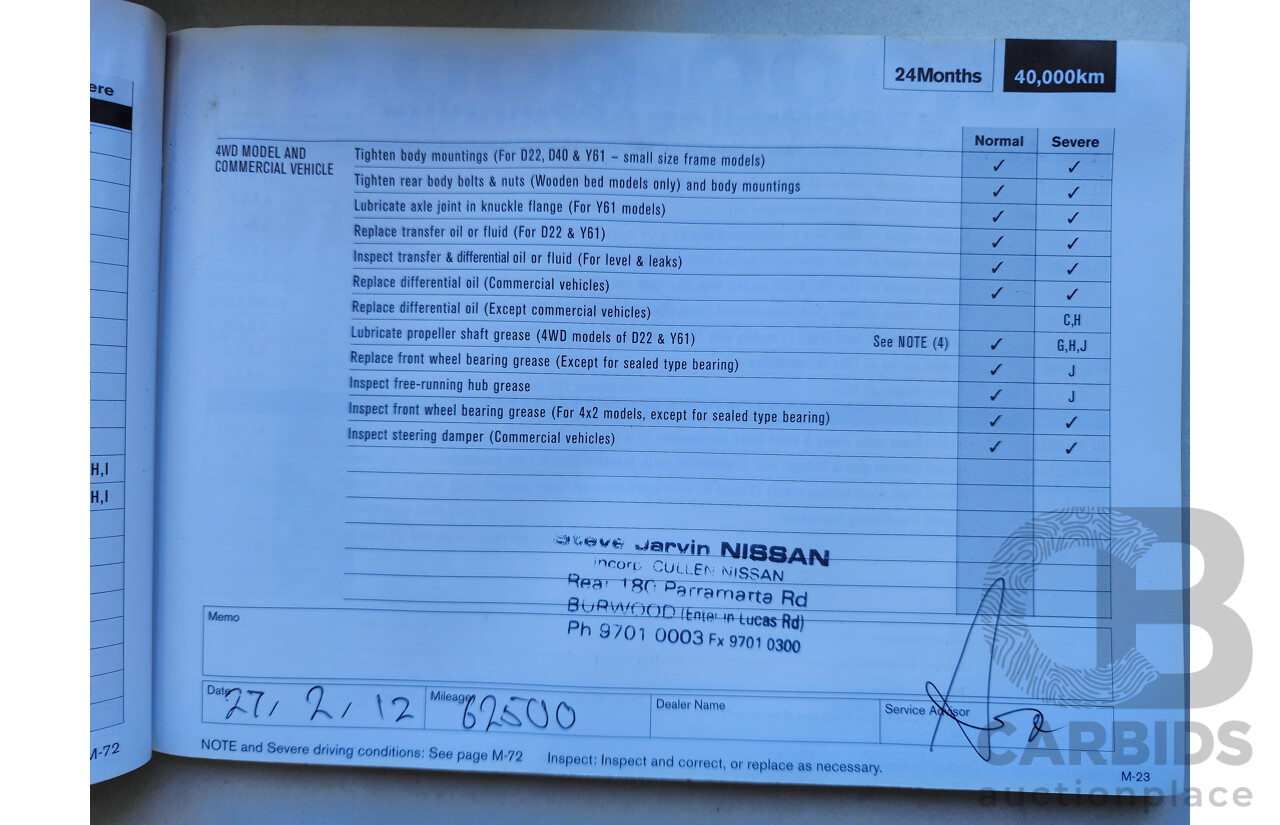 ere
H,I
H,I
M-72
24Months 40,000km
Normal Severe
4WD MODEL AND
COMMERCIAL VEHICLE
Tighten body mountings (For D22, D40 & Y61 – small size frame models) ✓ ✓
Tighten rear body bolts & nuts (Wooden bed models only) and body mountings ✓ ✓
Lubricate axle joint in knuckle flange (For Y61 models) ✓ ✓
Replace transfer oil or fluid (For D22 & Y61) ✓ ✓
Inspect transfer & differential oil or fluid (For level & leaks) ✓ ✓
Replace differential oil (Commercial vehicles) ✓ ✓
Replace differential oil (Except commercial vehicles) C,H
Lubricate propeller shaft grease (4WD models of D22 & Y61) See NOTE (4) ✓ G,H,J
Replace front wheel bearing grease (Except for sealed type bearing) ✓ J
Inspect free-running hub grease ✓ J
Inspect front wheel bearing grease (For 4x2 models, except for sealed type bearing) ✓ ✓
Inspect steering damper (Commercial vehicles) ✓ ✓
Steve Jarvin NISSAN
incorp CULLEN NISSAN
Rear 180 Parramarta Rd
BURWOOD (Enter in Lucas Rd)
Ph 9701 0003 Fx 9701 0300
Memo
Date 27/ 2/ 12 Mileage 62500 Dealer Name Service Advisor
NOTE and Severe driving conditions: See page M-72 Inspect: Inspect and correct, or replace as necessary.
M-23
CARBIDS
auctionplace